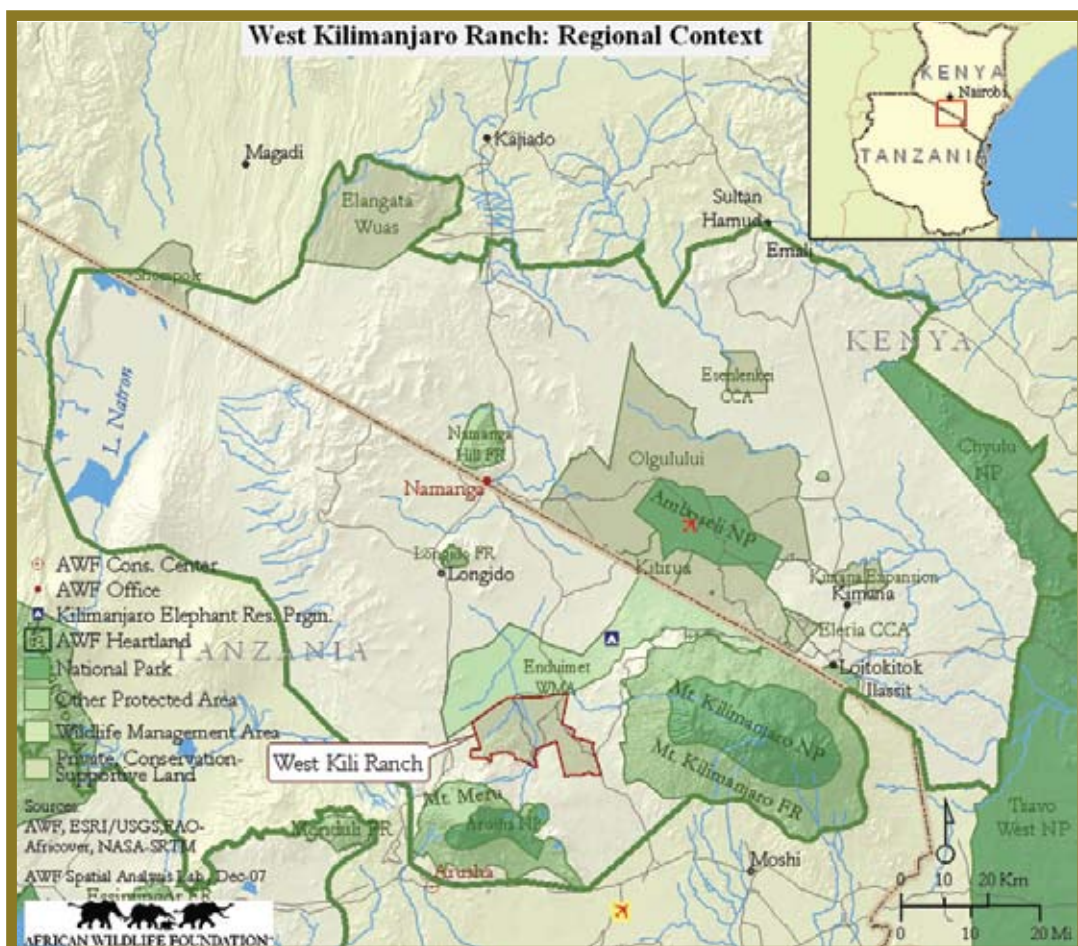 West Kilimanjaro Ranch: Regional Context
KENYA
Nairobi
TANZANIA
Magadi
Kajiado
Elangata
Wuas
Sultan
Hamud
Emali
Shompole
KENYA
L. Natron
Eselenkei
CCA
Namanga
Hill FR
Olgululului
Chyulu
NP
Namanga
Amboseli NP
Longido FR
Longido
Kitirua
Kimana Expansion
Kimana
Eleria CCA
Loitokitok
Ilassit
TANZANIA
Enduimet
WMA
Mt. Kilimanjaro NP
Mt. Kilimanjaro FR
West Kili Ranch
Mt. Meru
Arusha NP
Monduli FR
Arusha
Moshi
Tsavo
West NP
AWF Cons. Center
AWF Office
Kilimanjaro Elephant Res. Prgm.
AWF Heartland
National Park
Other Protected Area
Wildlife Management Area
Private, Conservation-
Supportive Land
Sources:
AWF, ESRI/USGS,FAO-
Africover, NASA-SRTM
AWF Spatial Analysis Lab, Dec-07
AFRICAN WILDLIFE FOUNDATION
0 10 20 Km
0 10 20 Mi